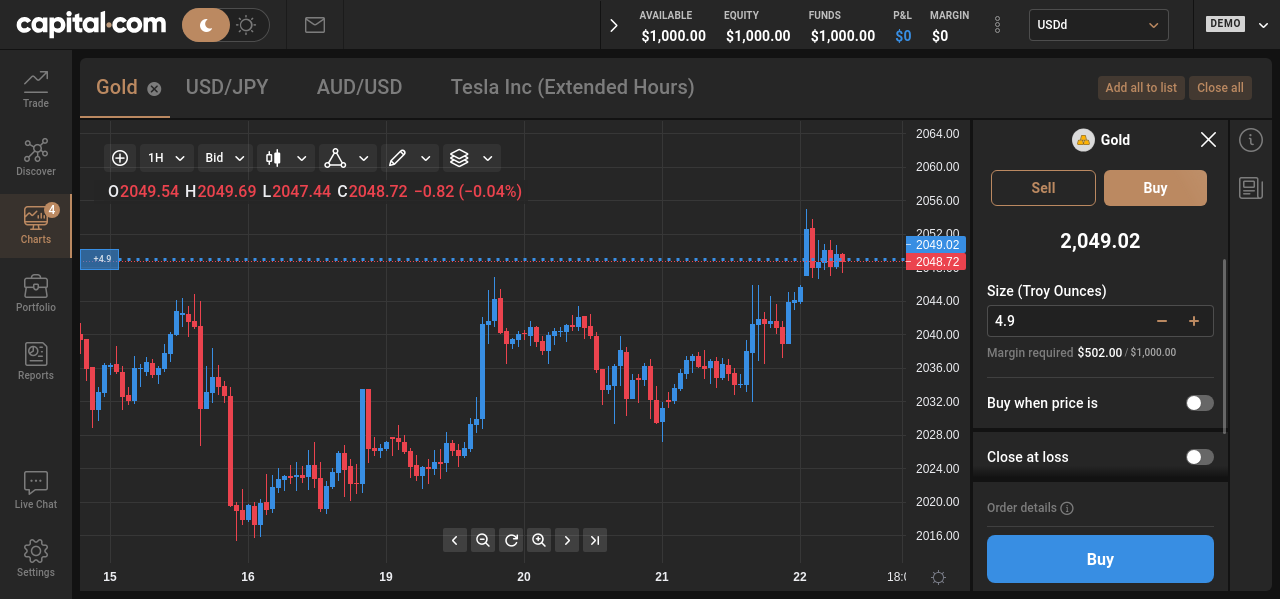 capital.com
AVAILABLE EQUITY FUNDS P&L MARGIN
$1,000.00 $1,000.00 $1,000.00 $0 $0
USDd
DEMO
Trade
Discover
4
Charts
Portfolio
Reports
Live Chat
Settings
Gold USD/JPY AUD/USD Tesla Inc (Extended Hours)
Add all to list Close all
1H Bid
O2049.54 H2049.69 L2047.44 C2048.72 −0.82 (−0.04%)
+4.9
2064.00
2060.00
2056.00
2052.00
2049.02
2048.72
2044.00
2040.00
2036.00
2032.00
2028.00
2024.00
2020.00
2016.00
15 16 19 20 21 22
Gold
Sell Buy
2,049.02
Size (Troy Ounces)
4.9 − +
Margin required $502.00 / $1,000.00
Buy when price is
Close at loss
Order details
Buy